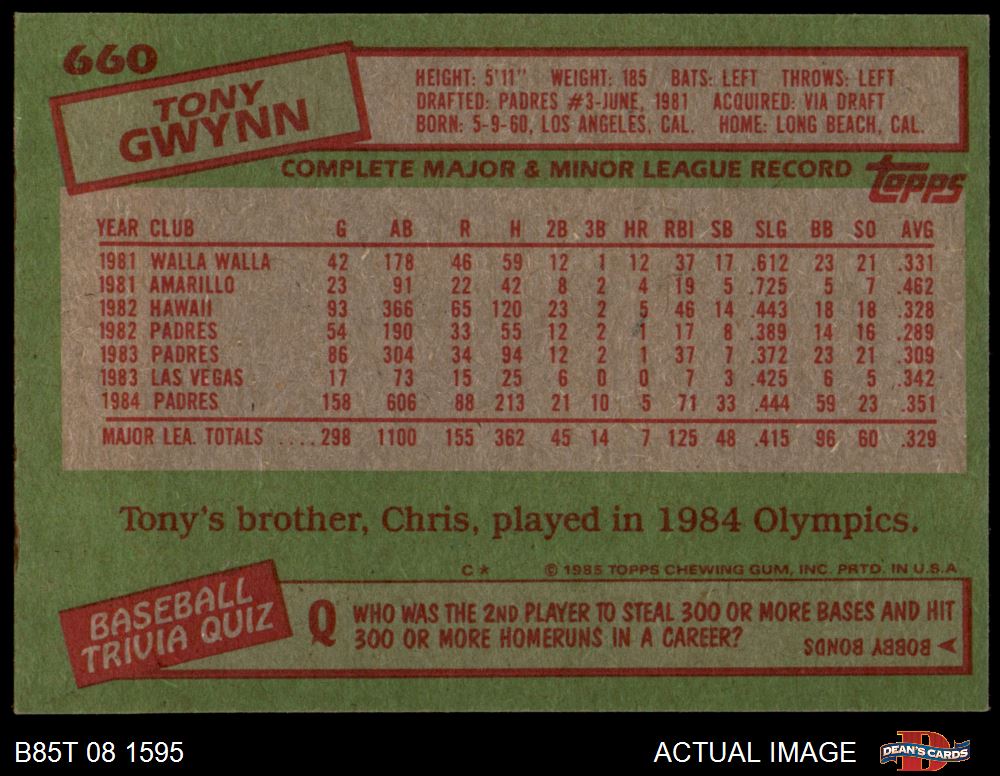 660
TONY
GWYNN
HEIGHT: 5'11" WEIGHT: 185 BATS: LEFT THROWS: LEFT
DRAFTED: PADRES #3-JUNE, 1981 ACQUIRED: VIA DRAFT
BORN: 5-9-60, LOS ANGELES, CAL. HOME: LONG BEACH, CAL.
COMPLETE MAJOR & MINOR LEAGUE RECORD topps
YEAR CLUB G AB R H 2B 3B HR RBI SB SLG BB SO AVG
1981 WALLA WALLA 42 178 46 59 12 1 12 37 17 .612 23 21 .331
1981 AMARILLO 23 91 22 42 8 2 4 19 5 .725 5 7 .462
1982 HAWAII 93 366 65 120 23 2 5 46 14 .443 18 18 .328
1982 PADRES 54 190 33 55 12 2 1 17 8 .389 14 16 .289
1983 PADRES 86 304 34 94 12 2 1 37 7 .372 23 21 .309
1983 LAS VEGAS 17 73 15 25 6 0 0 7 3 .425 6 5 .342
1984 PADRES 158 606 88 213 21 10 5 71 33 .444 59 23 .351
MAJOR LEA. TOTALS ....298 1100 155 362 45 14 7 125 48 .415 96 60 .329
Tony's brother, Chris, played in 1984 Olympics.
C* © 1985 TOPPS CHEWING GUM, INC. PRTD. IN U.S.A.
BASEBALL
TRIVIA QUIZ
Q WHO WAS THE 2ND PLAYER TO STEAL 300 OR MORE BASES AND HIT
300 OR MORE HOMERUNS IN A CAREER?
A BOBBY BONDS
B85T 08 1595
ACTUAL IMAGE
D
DEAN'S CARDS